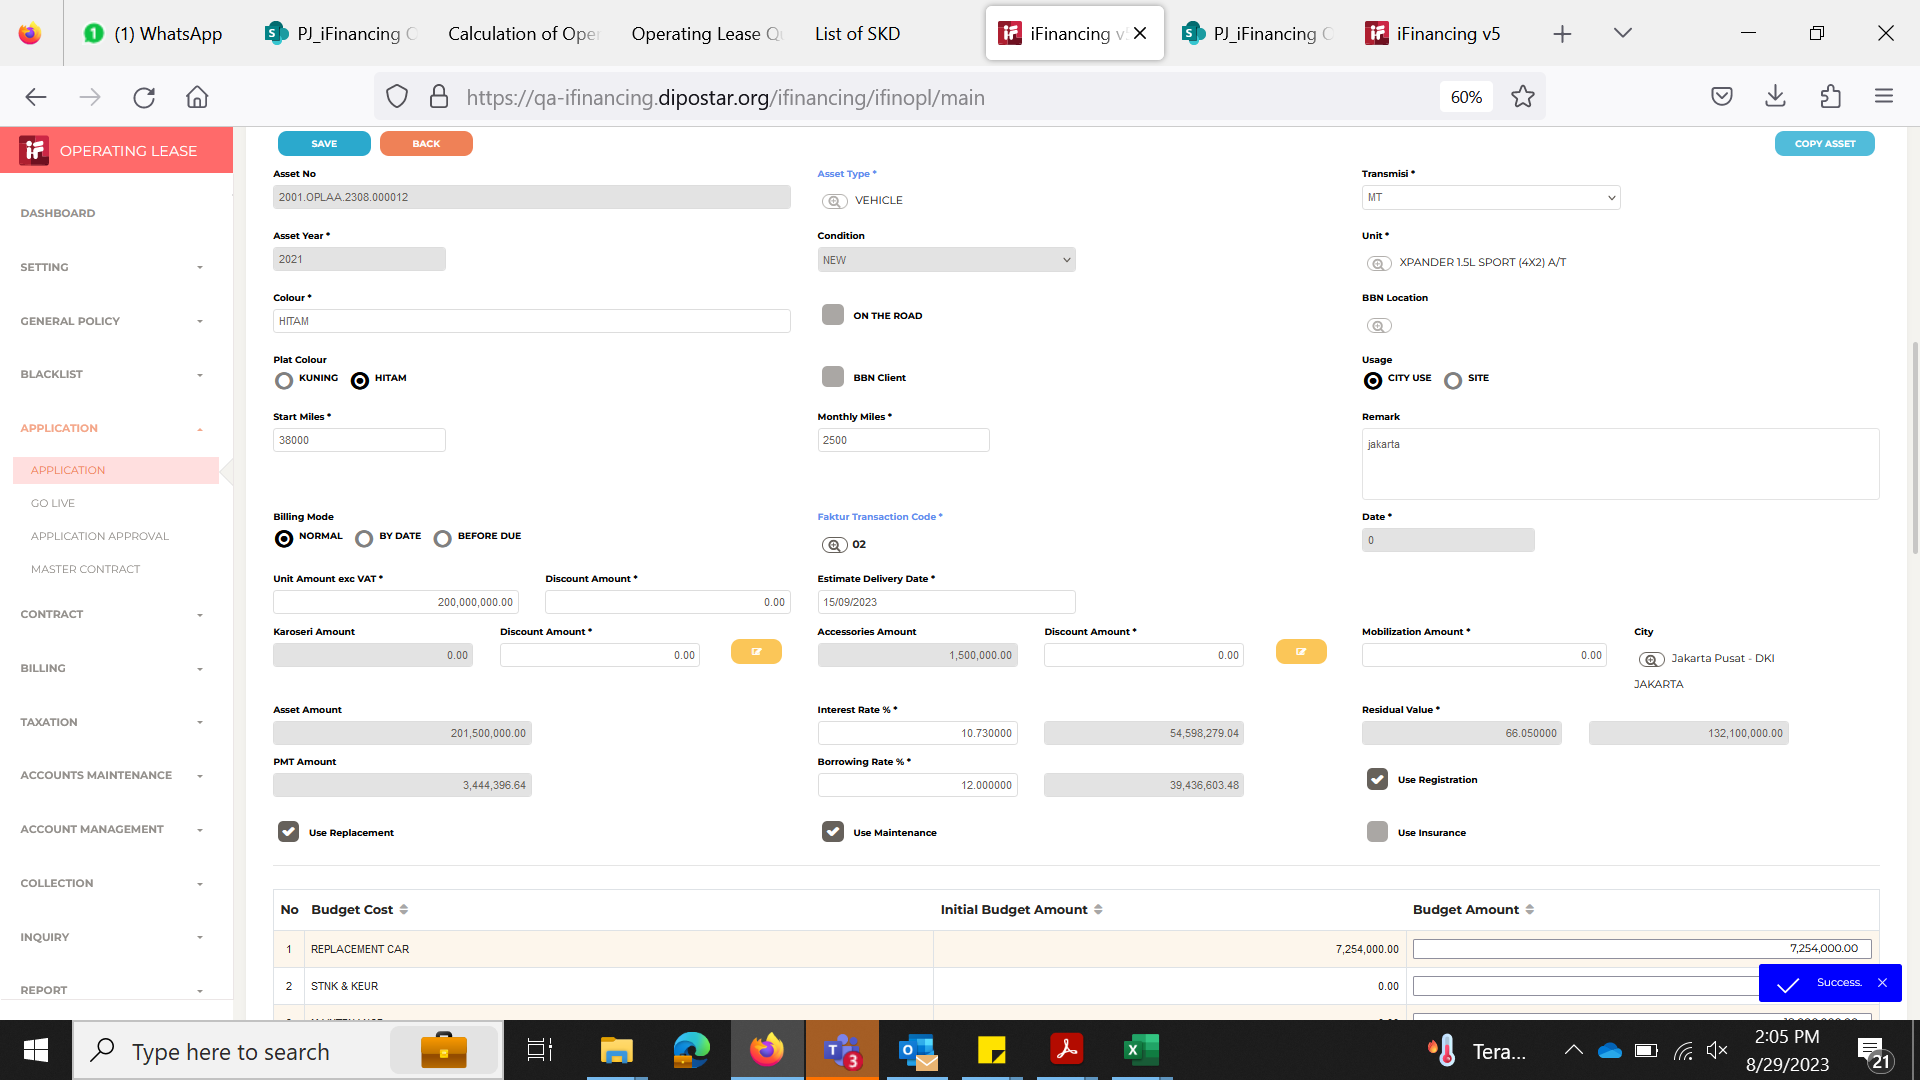 (1) WhatsApp
PJ_iFinancing O
Calculation of Oper
Operating Lease Qu
List of SKD
iFinancing v5
PJ_iFinancing O
iFinancing v5
https://qa-ifinancing.dipostar.org/ifinancing/ifinopl/main
60%
OPERATING LEASE
SAVE
BACK
COPY ASSET
Asset No
Asset Type *
Transmisi *
2001.OPLAA.2308.000012
VEHICLE
MT
DASHBOARD
Asset Year *
Condition
Unit *
2021
NEW
XPANDER 1.5L SPORT (4X2) A/T
SETTING
Colour *
BBN Location
HITAM
ON THE ROAD
GENERAL POLICY
Plat Colour
Usage
KUNING
HITAM
BBN Client
CITY USE
SITE
BLACKLIST
Start Miles *
Monthly Miles *
Remark
38000
2500
jakarta
APPLICATION
APPLICATION
GO LIVE
APPLICATION APPROVAL
MASTER CONTRACT
Billing Mode
Faktur Transaction Code *
Date *
NORMAL
BY DATE
BEFORE DUE
02
0
Unit Amount exc VAT *
Discount Amount *
Estimate Delivery Date *
200,000,000.00
0.00
15/09/2023
CONTRACT
Karoseri Amount
Discount Amount *
Accessories Amount
Discount Amount *
Mobilization Amount *
City
0.00
0.00
1,500,000.00
0.00
0.00
Jakarta Pusat - DKI
JAKARTA
BILLING
Asset Amount
Interest Rate % *
Residual Value *
201,500,000.00
10.730000
54,598,279.04
66.050000
132,100,000.00
TAXATION
PMT Amount
Borrowing Rate % *
3,444,396.64
12.000000
39,436,603.48
Use Registration
ACCOUNTS MAINTENANCE
ACCOUNT MANAGEMENT
Use Replacement
Use Maintenance
Use Insurance
COLLECTION
No
Budget Cost
Initial Budget Amount
Budget Amount
INQUIRY
1
REPLACEMENT CAR
7,254,000.00
7,254,000.00
REPORT
2
STNK & KEUR
0.00
Success.
Type here to search
3
Tera...
2:05 PM
8/29/2023
21